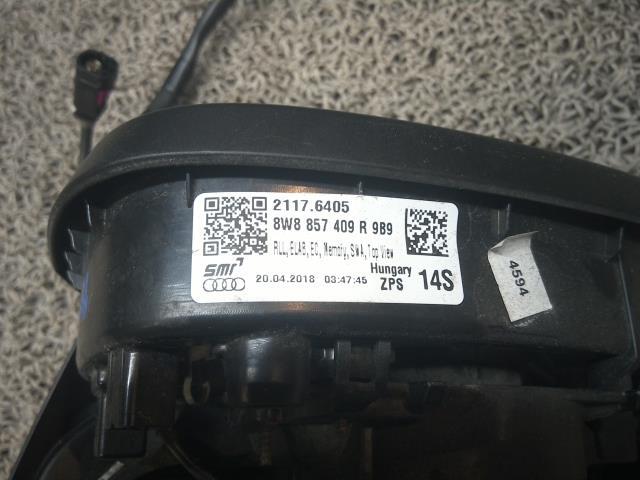 2117.6405
8W8 857 409 R 9B9
RLL, ELAB, EC, Memory, SWA, Top View
smr
20.04.2018 03:47:45
Hungary
ZPS
14S
4594